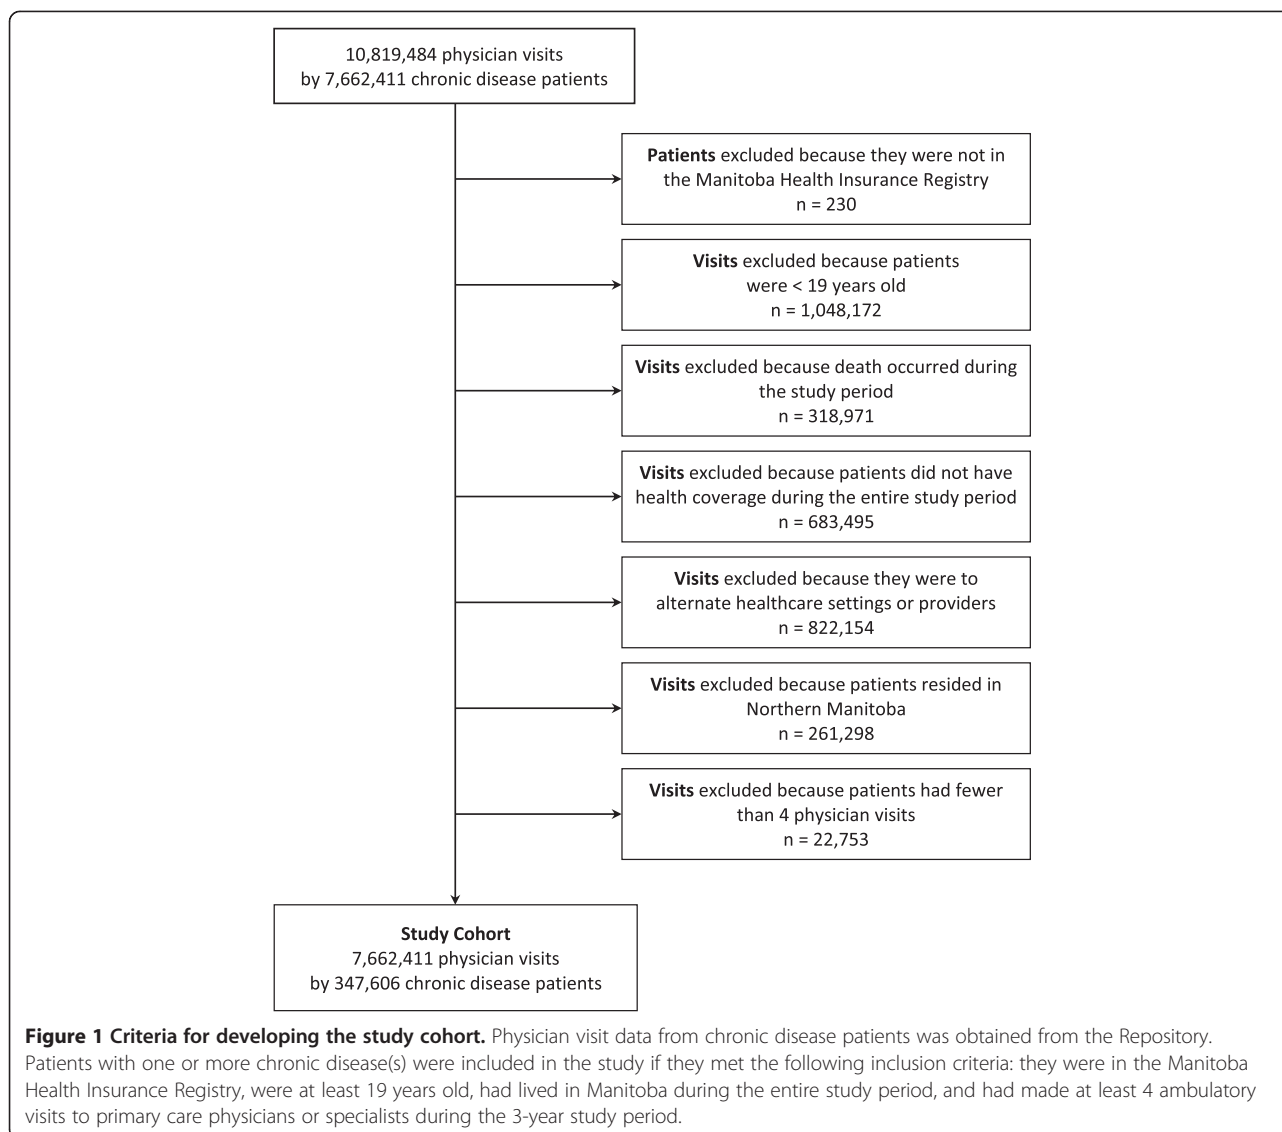 10,819,484 physician visits
by 7,662,411 chronic disease patients
Patients excluded because they were not in
the Manitoba Health Insurance Registry
n = 230
Visits excluded because patients
were < 19 years old
n = 1,048,172
Visits excluded because death occurred during
the study period
n = 318,971
Visits excluded because patients did not have
health coverage during the entire study period
n = 683,495
Visits excluded because they were to
alternate healthcare settings or providers
n = 822,154
Visits excluded because patients resided in
Northern Manitoba
n = 261,298
Visits excluded because patients had fewer
than 4 physician visits
n = 22,753
Study Cohort
7,662,411 physician visits
by 347,606 chronic disease patients
Figure 1 Criteria for developing the study cohort. Physician visit data from chronic disease patients was obtained from the Repository.
Patients with one or more chronic disease(s) were included in the study if they met the following inclusion criteria: they were in the Manitoba
Health Insurance Registry, were at least 19 years old, had lived in Manitoba during the entire study period, and had made at least 4 ambulatory
visits to primary care physicians or specialists during the 3-year study period.